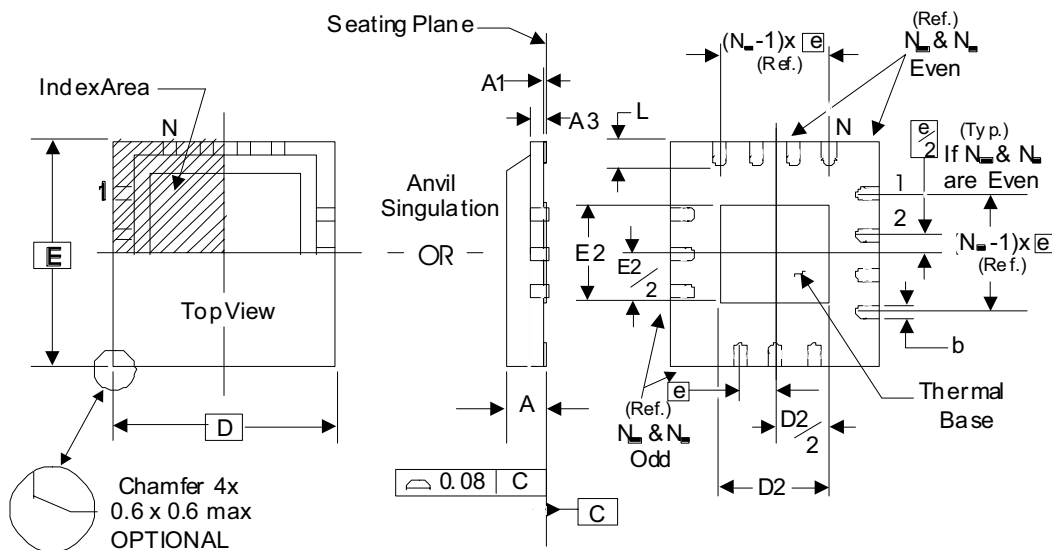 Seating Plane
(Ref.)
N & N
Even
(N -1)x e
(Ref.)
A1
IndexArea
A3
L
N
N
e/2
(Typ.)
If N & N
are Even
1
1
2
Anvil
Singulation
OR
E
E2
E2/2
(N -1)x e
(Ref.)
TopView
b
Thermal
Base
A
e
(Ref.)
N & N
Odd
D2/2
D
D2
0.08 C
C
Chamfer 4x
0.6 x 0.6 max
OPTIONAL